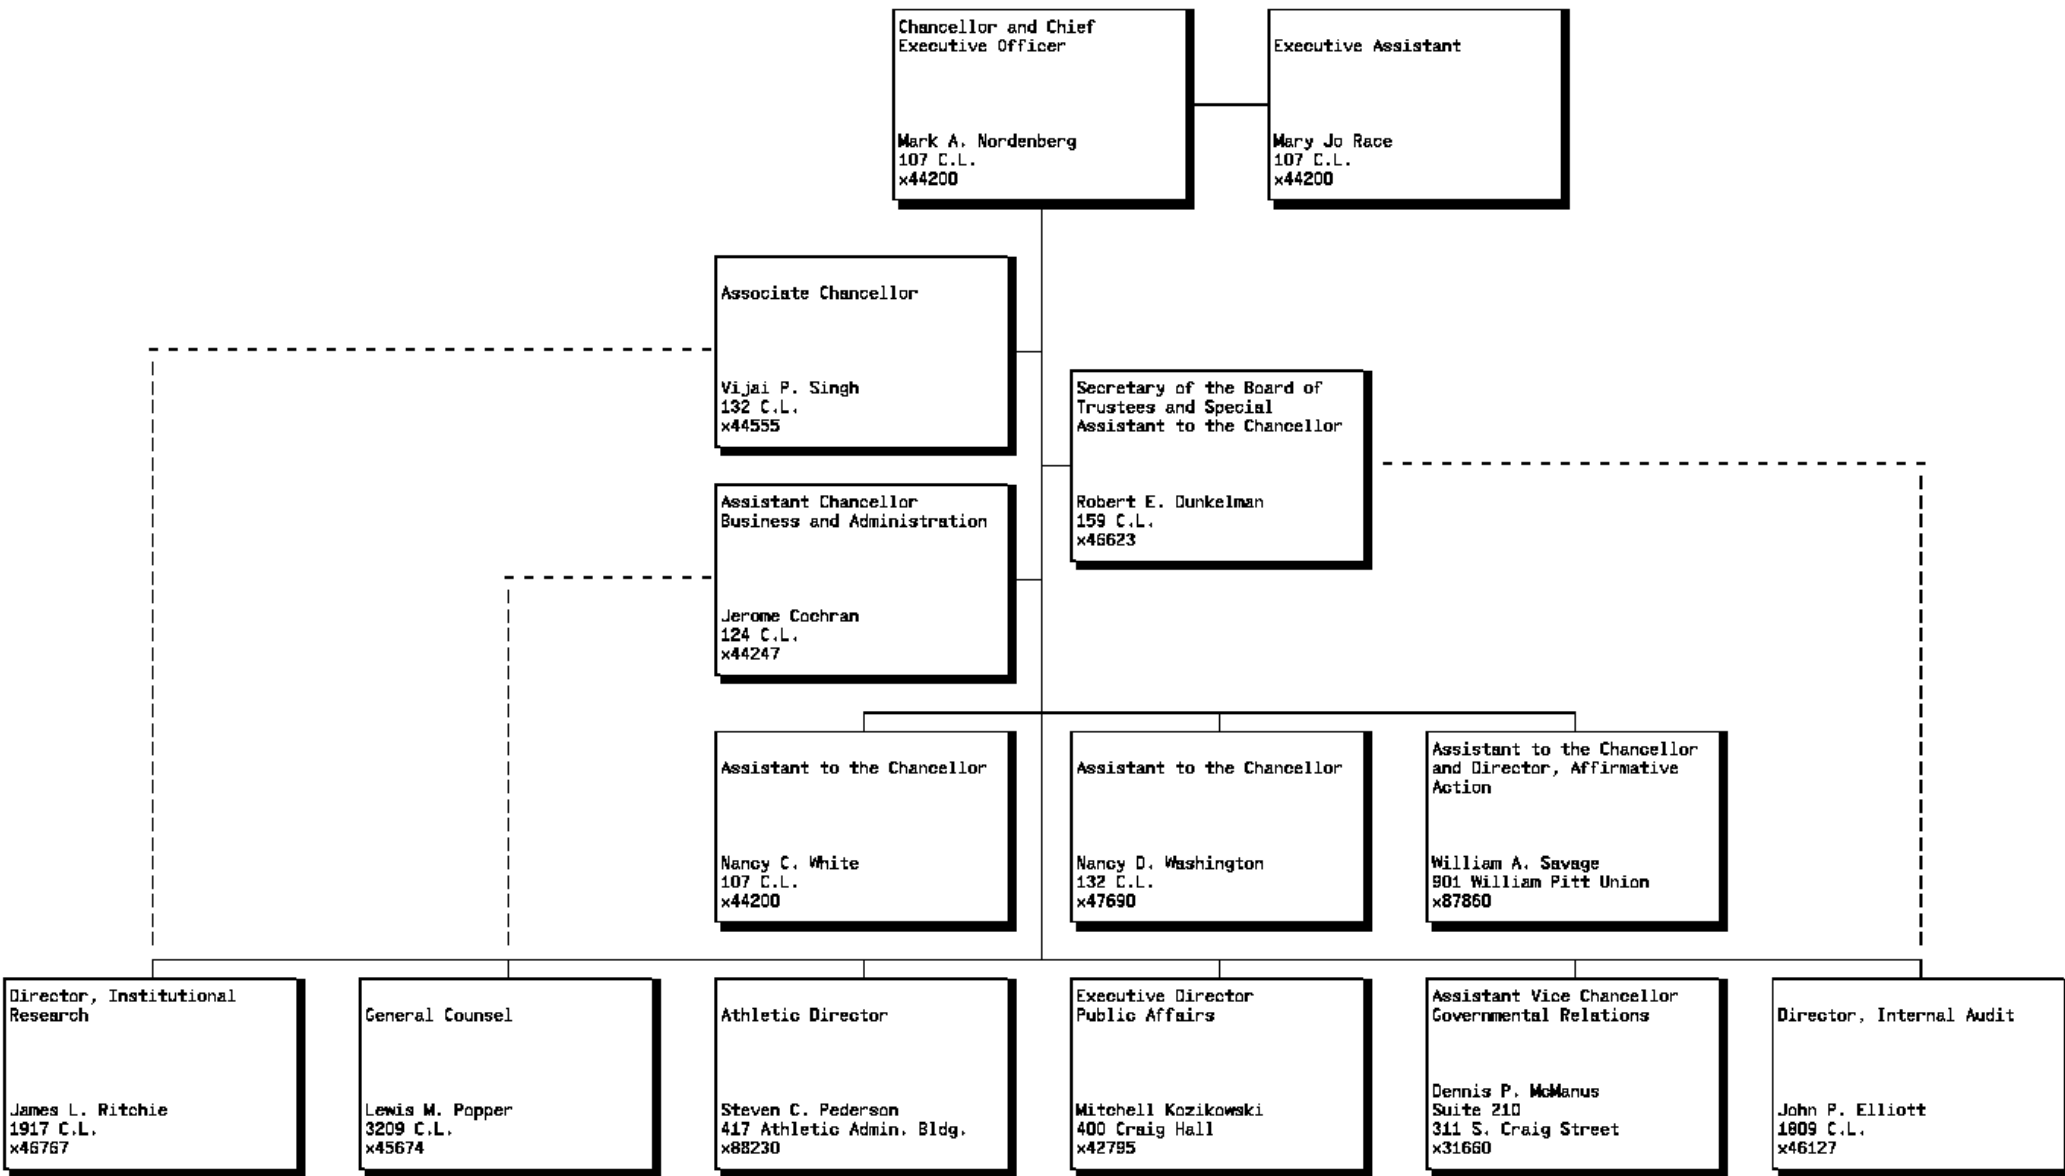 Chancellor and Chief
Executive Officer
Mark A. Nordenberg
107 C.L.
x44200
Executive Assistant
Mary Jo Race
107 C.L.
x44200
Associate Chancellor
Vijai P. Singh
132 C.L.
x44555
Secretary of the Board of
Trustees and Special
Assistant to the Chancellor
Robert E. Dunkelman
159 C.L.
x46623
Assistant Chancellor
Business and Administration
Jerome Cochran
124 C.L.
x44247
Assistant to the Chancellor
Nancy C. White
107 C.L.
x44200
Assistant to the Chancellor
Nancy D. Washington
132 C.L.
x47690
Assistant to the Chancellor
and Director, Affirmative
Action
William A. Savage
901 William Pitt Union
x87860
Director, Institutional
Research
James L. Ritchie
1917 C.L.
x46767
General Counsel
Lewis M. Popper
3209 C.L.
x45674
Athletic Director
Steven C. Pederson
417 Athletic Admin. Bldg.
x88230
Executive Director
Public Affairs
Mitchell Kozikowski
400 Craig Hall
x42795
Assistant Vice Chancellor
Governmental Relations
Dennis P. McManus
Suite 210
311 S. Craig Street
x31660
Director, Internal Audit
John P. Elliott
1809 C.L.
x46127